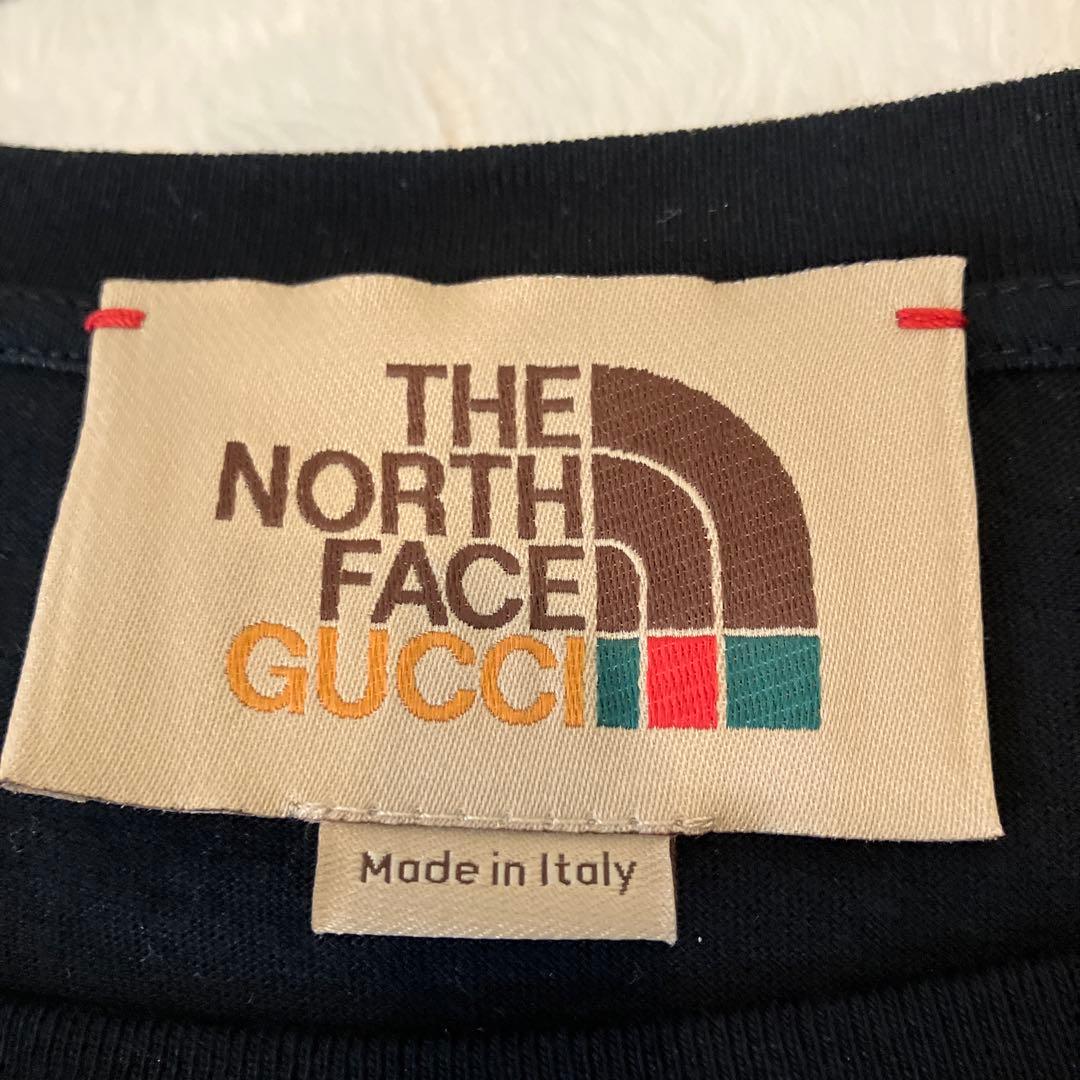 THE
NORTH
FACE
GUCCI
Made in Italy